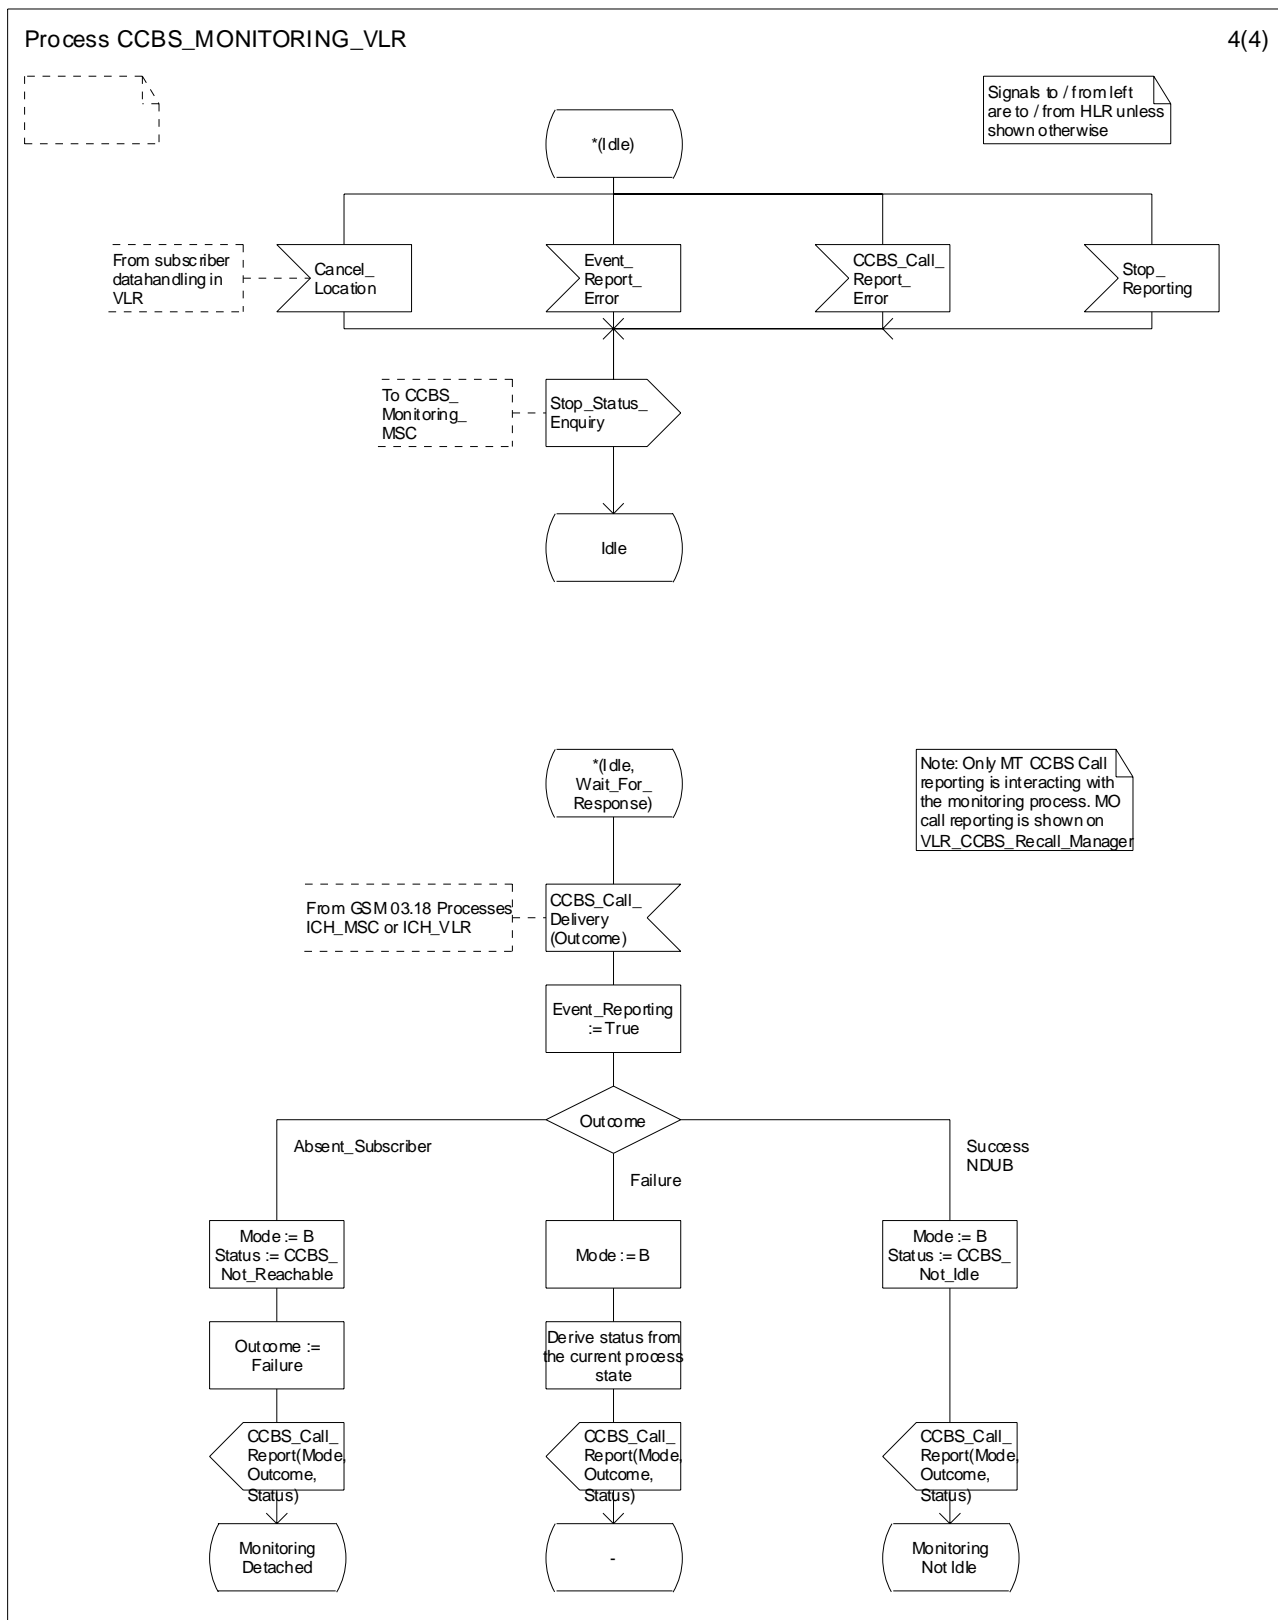 Process CCBS_MONITORING_VLR
4(4)
Signals to / from left
are to / from HLR unless
shown otherwise
*(Idle)
From subscriber
datahandling in
VLR
Cancel_
Location
Event_
Report_
Error
CCBS_Call_
Report_
Error
Stop_
Reporting
To CCBS_
Monitoring_
MSC
Stop_Status_
Enquiry
Idle
*(Idle,
Wait_For_
Response)
Note: Only MT CCBS Call
reporting is interacting with
the monitoring process. MO
call reporting is shown on
VLR_CCBS_Recall_Manager
From GSM 03.18 Processes
ICH_MSC or ICH_VLR
CCBS_Call_
Delivery
(Outcome)
Event_Reporting
:= True
Outcome
Absent_Subscriber
Failure
Success
NDUB
Mode := B
Status := CCBS_
Not_Reachable
Mode := B
Mode := B
Status := CCBS_
Not_Idle
Outcome :=
Failure
Derive status from
the current process
state
CCBS_Call_
Report(Mode,
Outcome,
Status)
CCBS_Call_
Report(Mode,
Outcome,
Status)
CCBS_Call_
Report(Mode,
Outcome,
Status)
Monitoring
Detached
-
Monitoring
Not Idle